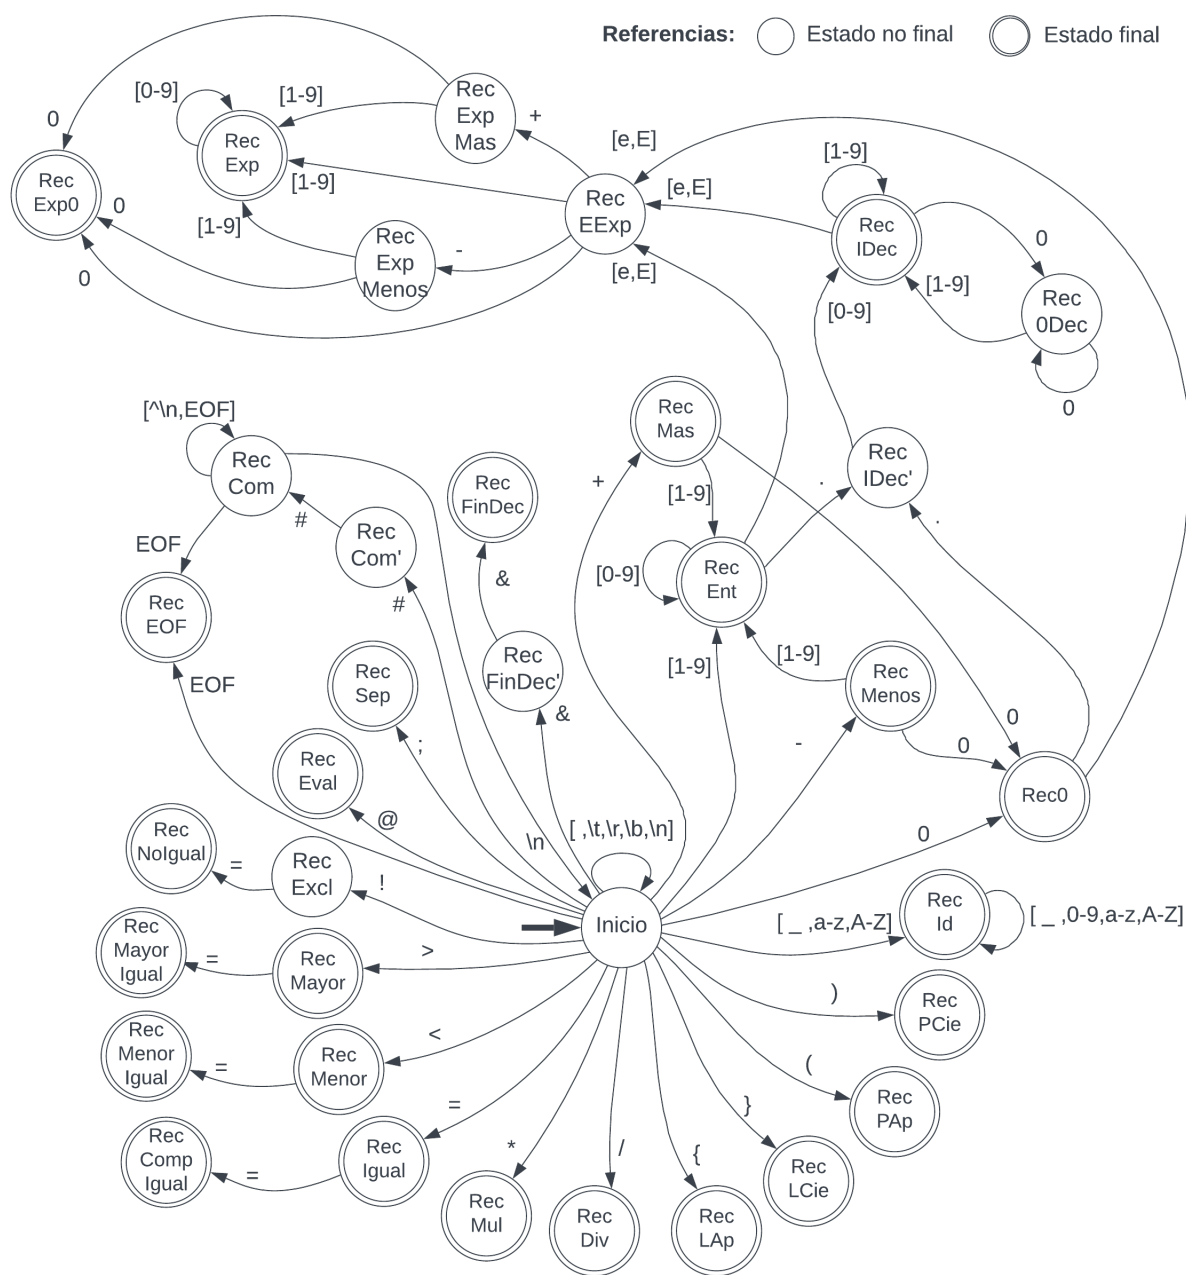 Referencias:
Estado no final
Estado final
Rec
Exp
Mas
[0-9]
[1-9]
0
+
[e,E]
[1-9]
Rec
Exp
Rec
Exp0
[1-9]
Rec
EExp
[e,E]
Rec
IDec
0
0
[1-9]
Rec
Exp
Menos
-
[e,E]
[1-9]
Rec
0Dec
0
[0-9]
0
[^\n,EOF]
Rec
Mas
Rec
Com
Rec
FinDec
+
[1-9]
.
Rec
IDec'
#
Rec
Com'
.
EOF
&
[0-9]
Rec
Ent
Rec
EOF
#
EOF
Rec
Sep
Rec
FinDec'
[1-9]
[1-9]
Rec
Menos
&
;
-
0
0
Rec
Eval
Rec0
@
\n
[ ,\t,\r,\b,\n]
0
Rec
NoIgual
=
Rec
Excl
!
Inicio
[ _ ,a-z,A-Z]
Rec
Id
[ _ ,0-9,a-z,A-Z]
Rec
Mayor
Igual
=
Rec
Mayor
>
)
Rec
PCie
Rec
Menor
Igual
=
Rec
Menor
<
(
Rec
PAp
Rec
Comp
Igual
=
Rec
Igual
=
*
/
{
}
Rec
LCie
Rec
Mul
Rec
Div
Rec
LAp